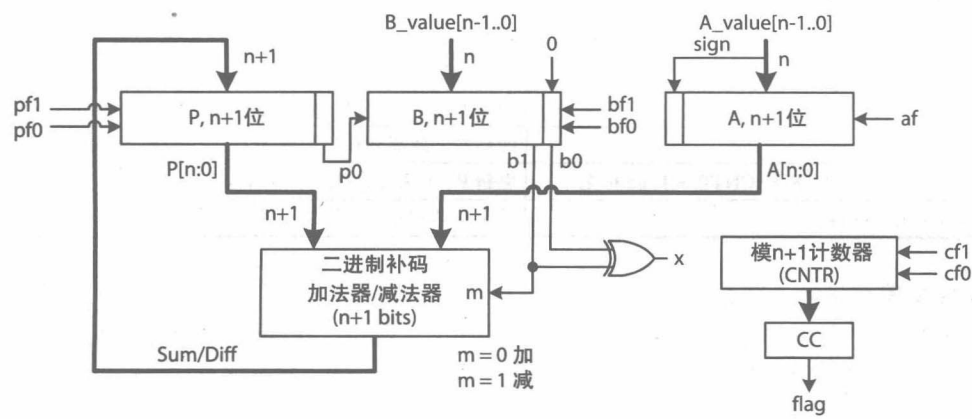 B_value[n-1..0]
A_value[n-1..0]
n+1
n
0
sign
n
pf1
pf0
P, n+1位
B, n+1位
bf1
bf0
A, n+1位
af
P[n:0]
p0
b1
b0
A[n:0]
n+1
n+1
二进制补码
加法器/减法器
(n+1 bits)
m
x
模n+1计数器
(CNTR)
cf1
cf0
CC
Sum/Diff
m = 0 加
m = 1 减
flag